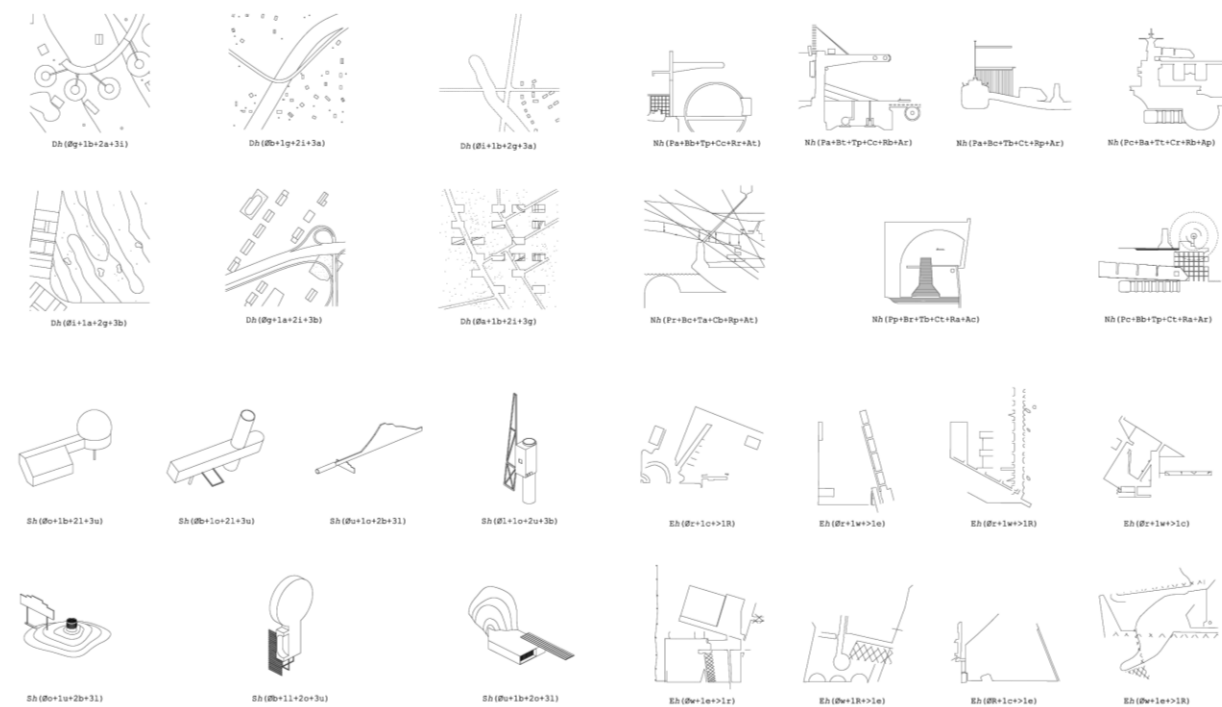 Dh(Øg+1b+2a+3i)
Dh(Øb+1g+2i+3a)
Dh(Øi+1b+2g+3a)
Nh(Pa+Bb+Tp+Cc+Rr+At)
Nh(Pa+Bt+Tp+Cc+Rb+Ar)
Nh(Pa+Bc+Tb+Ct+Rp+Ar)
Nh(Pc+Ba+Tt+Cr+Rb+Ap)
Dh(Øi+1a+2g+3b)
Dh(Øg+1a+2i+3b)
Dh(Øa+1b+2i+3g)
Nh(Pr+Bc+Ta+Cb+Rp+At)
Nh(Pp+Br+Tb+Ct+Ra+Ac)
Nh(Pc+Bb+Tp+Ct+Ra+Ar)
Sh(Øo+1b+2l+3u)
Sh(Øb+1o+2l+3u)
Sh(Øu+1o+2b+3l)
Sh(Øl+1o+2u+3b)
Eh(Ør+1c+>1R)
Eh(Ør+1w+>1e)
Eh(Ør+1w+>1R)
Eh(Ør+1w+>1c)
Sh(Øo+1u+2b+3l)
Sh(Øb+1l+2o+3u)
Sh(Øu+1b+2o+3l)
Eh(Øw+1e+>1r)
Eh(Øw+1R+>1e)
Eh(ØR+1c+>1e)
Eh(Øw+1e+>1R)